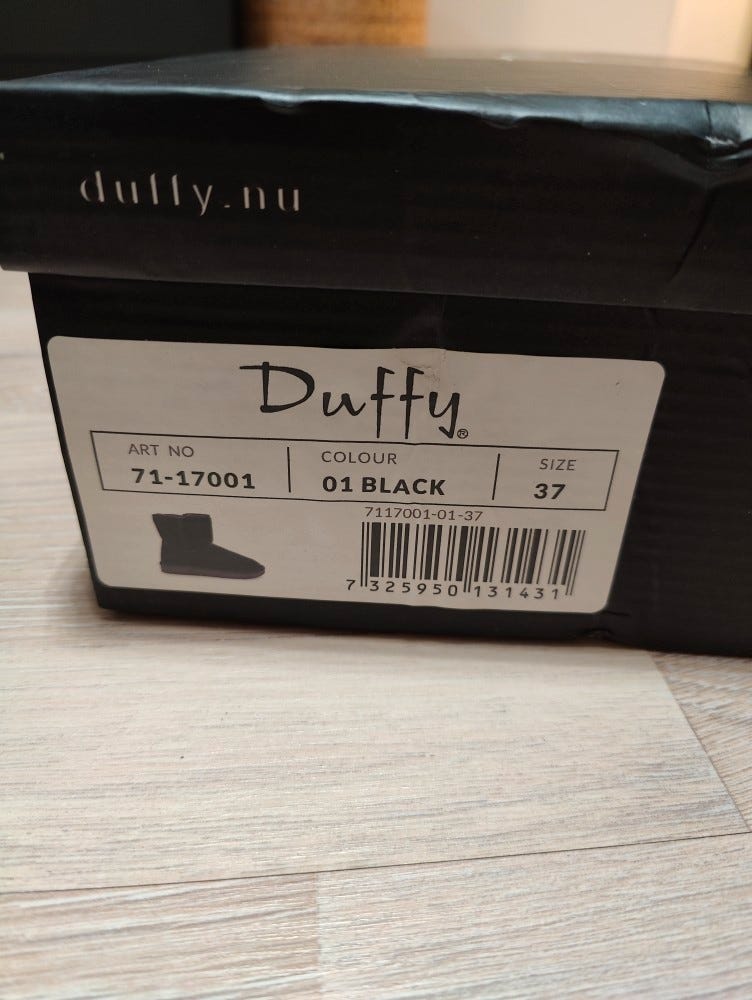 duffy.nu
Duffy®
ART NO COLOUR SIZE
71-17001 01 BLACK 37
7117001-01-37
7 325950 131431